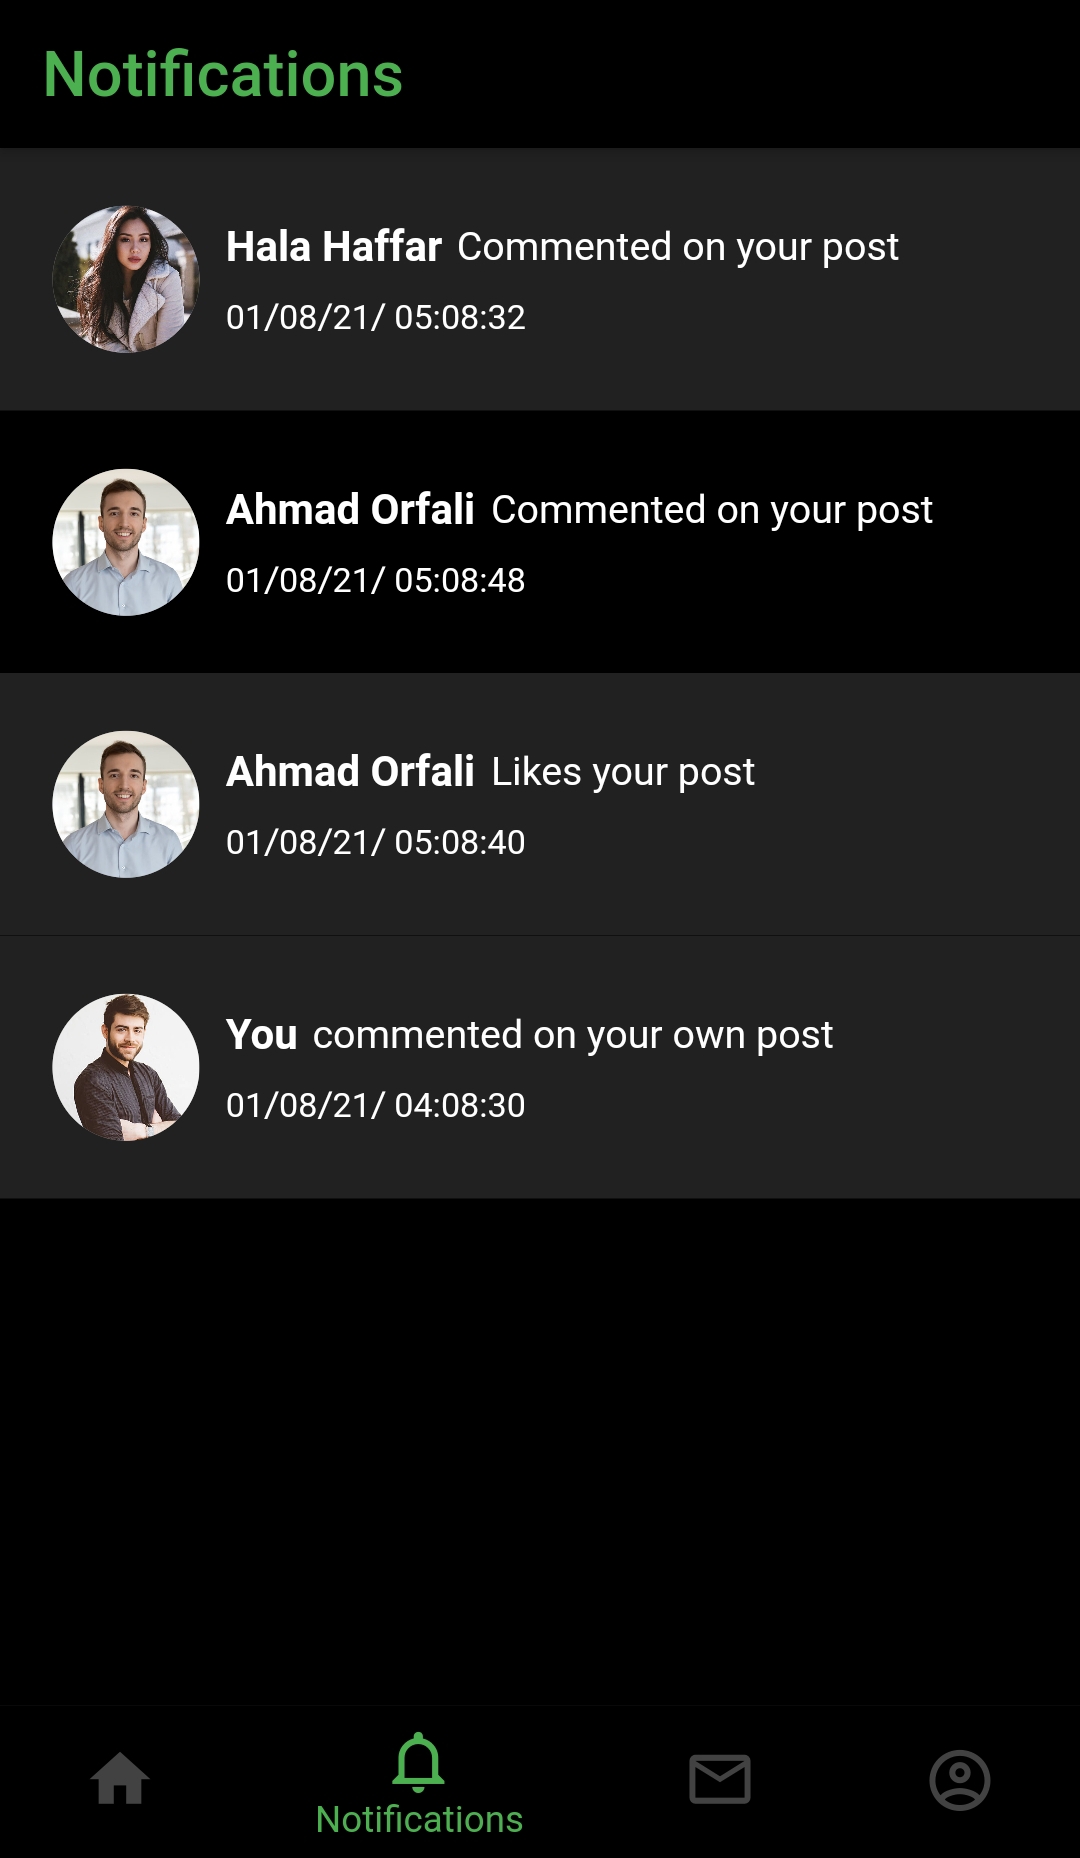 Notifications
Hala Haffar Commented on your post
01/08/21/ 05:08:32
Ahmad Orfali Commented on your post
01/08/21/ 05:08:48
Ahmad Orfali Likes your post
01/08/21/ 05:08:40
You commented on your own post
01/08/21/ 04:08:30
Notifications